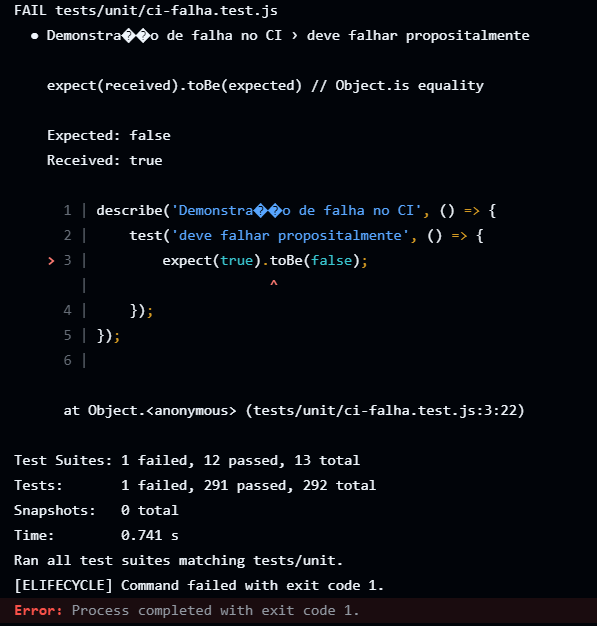 FAIL tests/unit/ci-falha.test.js
● Demonstra��o de falha no CI › deve falhar propositalmente
expect(received).toBe(expected) // Object.is equality
Expected: false
Received: true
1 | describe('Demonstra��o de falha no CI', () => {
2 |     test('deve falhar propositalmente', () => {
> 3 |         expect(true).toBe(false);
|                      ^
4 |     });
5 | });
6 |
at Object.<anonymous> (tests/unit/ci-falha.test.js:3:22)
Test Suites: 1 failed, 12 passed, 13 total
Tests:       1 failed, 291 passed, 292 total
Snapshots:   0 total
Time:        0.741 s
Ran all test suites matching tests/unit.
[ELIFECYCLE] Command failed with exit code 1.
Error: Process completed with exit code 1.